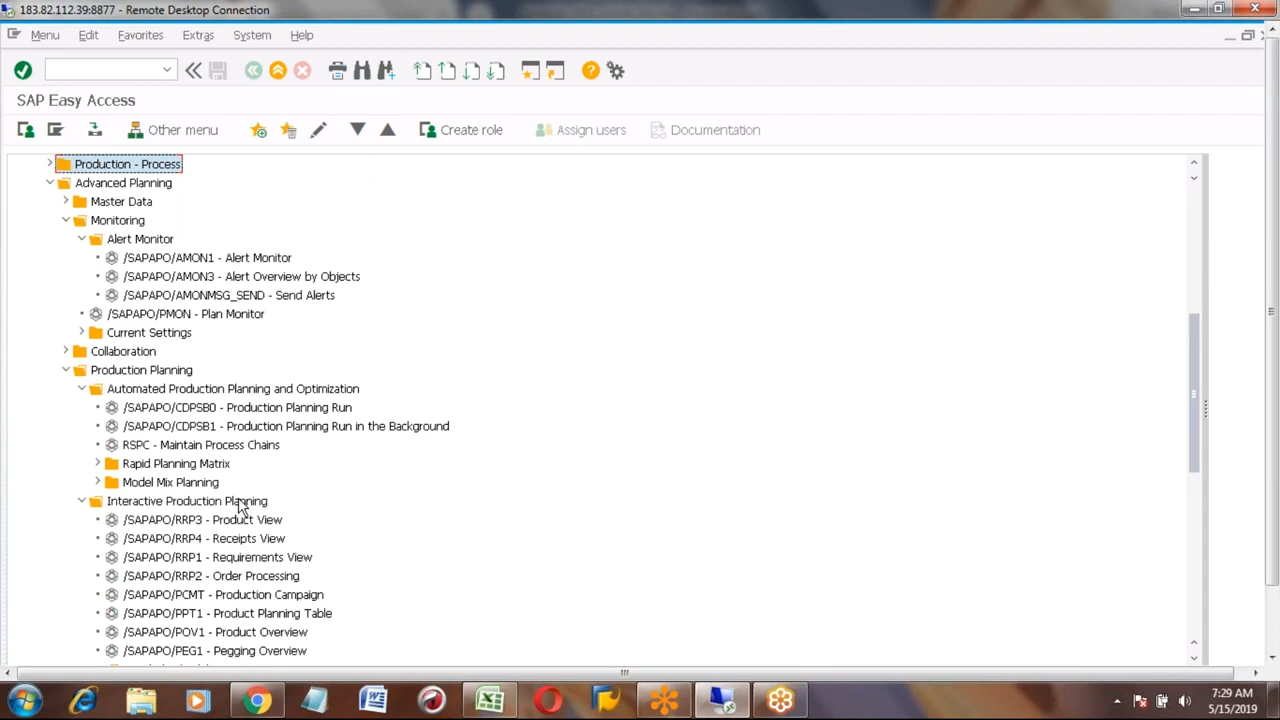 183.82.112.39:8877 - Remote Desktop Connection
Menu Edit Favorites Extras System Help
SAP Easy Access
Other menu Create role Assign users Documentation
Production - Process
Advanced Planning
Master Data
Monitoring
Alert Monitor
/SAPAPO/AMON1 - Alert Monitor
/SAPAPO/AMON3 - Alert Overview by Objects
/SAPAPO/AMONMSG_SEND - Send Alerts
/SAPAPO/PMON - Plan Monitor
Current Settings
Collaboration
Production Planning
Automated Production Planning and Optimization
/SAPAPO/CDPSB0 - Production Planning Run
/SAPAPO/CDPSB1 - Production Planning Run in the Background
RSPC - Maintain Process Chains
Rapid Planning Matrix
Model Mix Planning
Interactive Production Planning
/SAPAPO/RRP3 - Product View
/SAPAPO/RRP4 - Receipts View
/SAPAPO/RRP1 - Requirements View
/SAPAPO/RRP2 - Order Processing
/SAPAPO/PCMT - Production Campaign
/SAPAPO/PPT1 - Product Planning Table
/SAPAPO/POV1 - Product Overview
/SAPAPO/PEG1 - Pegging Overview
7:29 AM
5/15/2019